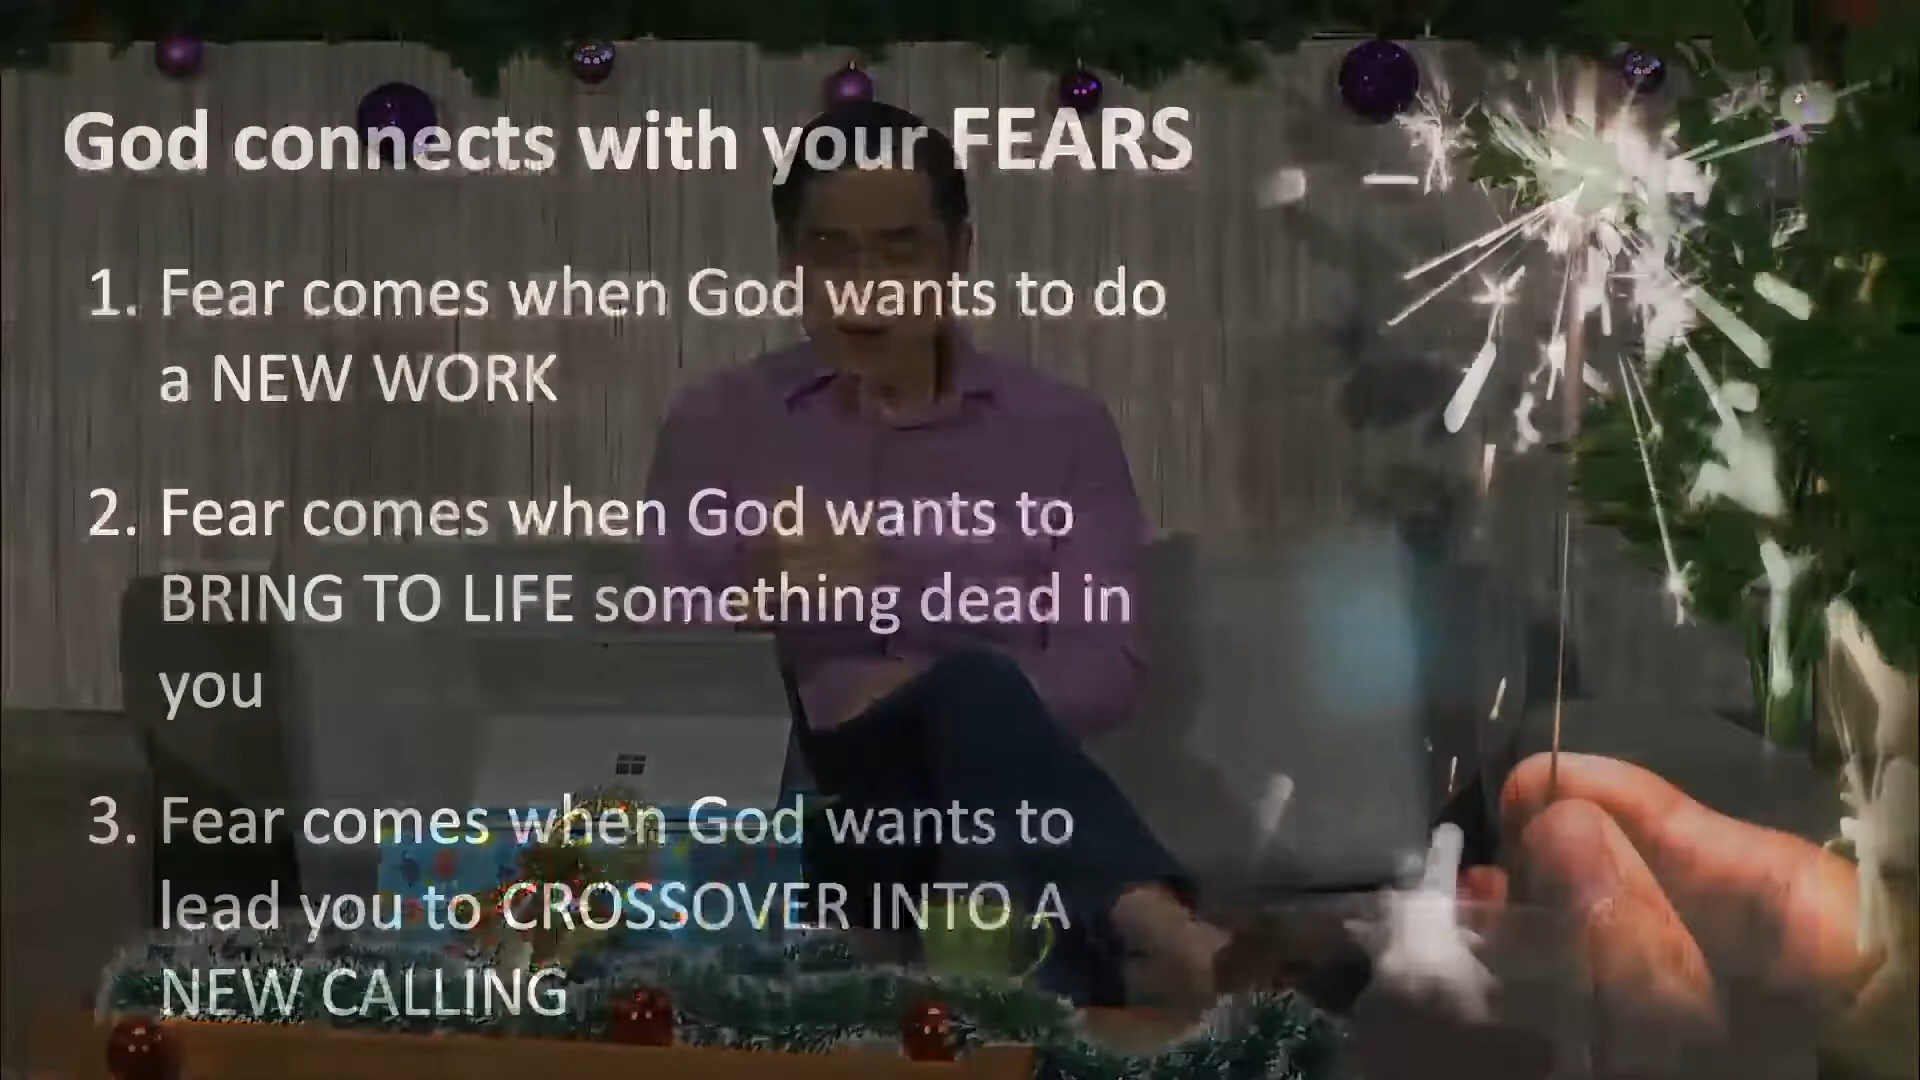 God connects with your FEARS
1. Fear comes when God wants to do
a NEW WORK
2. Fear comes when God wants to
BRING TO LIFE something dead in
you
3. Fear comes when God wants to
lead you to CROSSOVER INTO A
NEW CALLING